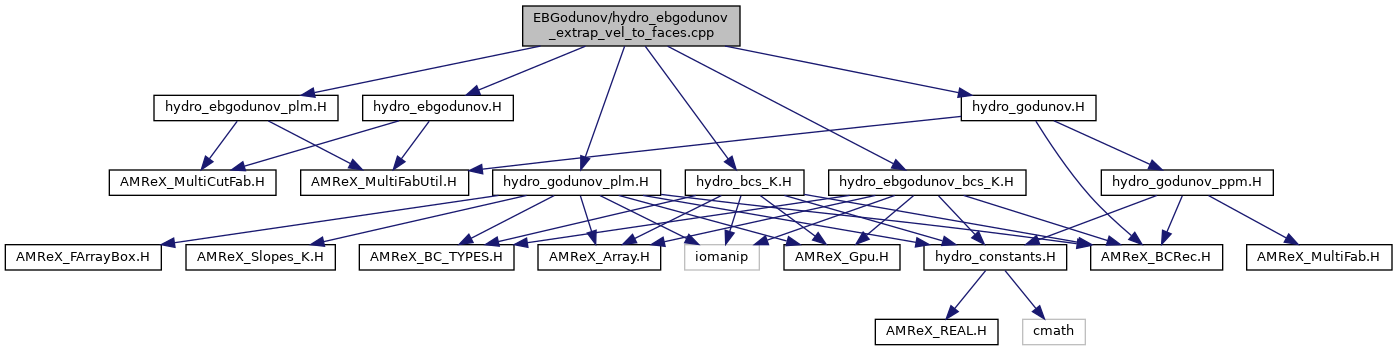 EBGodunov/hydro_ebgodunov
_extrap_vel_to_faces.cpp
hydro_ebgodunov_plm.H
hydro_ebgodunov.H
hydro_godunov.H
AMReX_MultiCutFab.H
AMReX_MultiFabUtil.H
hydro_godunov_plm.H
hydro_bcs_K.H
hydro_ebgodunov_bcs_K.H
hydro_godunov_ppm.H
AMReX_FArrayBox.H
AMReX_Slopes_K.H
AMReX_BC_TYPES.H
AMReX_Array.H
iomanip
AMReX_Gpu.H
hydro_constants.H
AMReX_BCRec.H
AMReX_MultiFab.H
AMReX_REAL.H
cmath